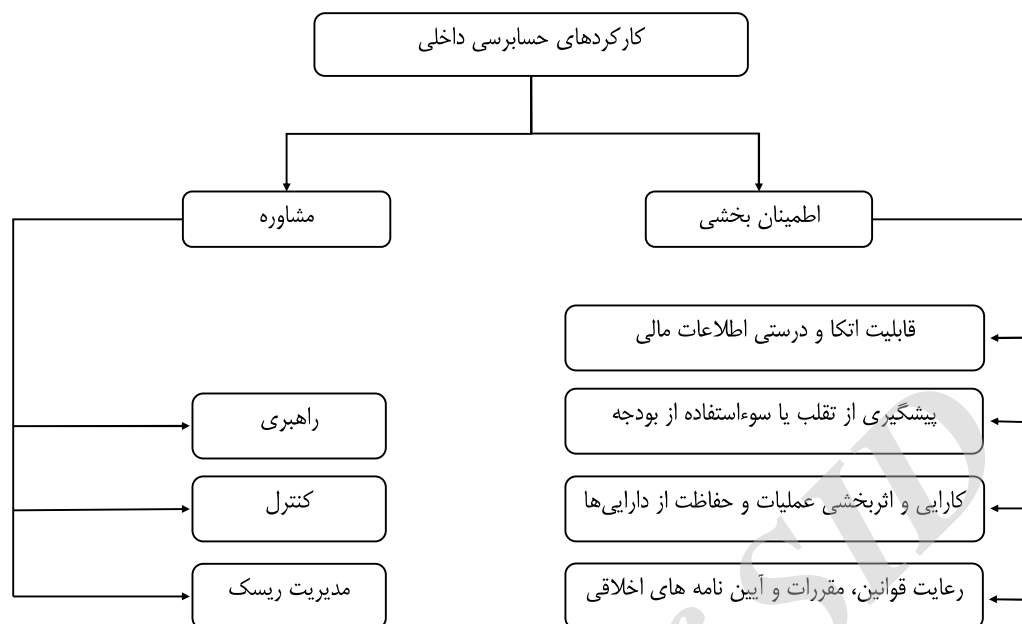 کارکردهای حسابرسی داخلی
اطمینان بخشی
مشاوره
قابلیت اتکا و درستی اطلاعات مالی
پیشگیری از تقلب یا سوءاستفاده از بودجه
کارایی و اثربخشی عملیات و حفاظت از دارایی‌ها
رعایت قوانین، مقررات و آیین نامه های اخلاقی
راهبری
کنترل
مدیریت ریسک
SID